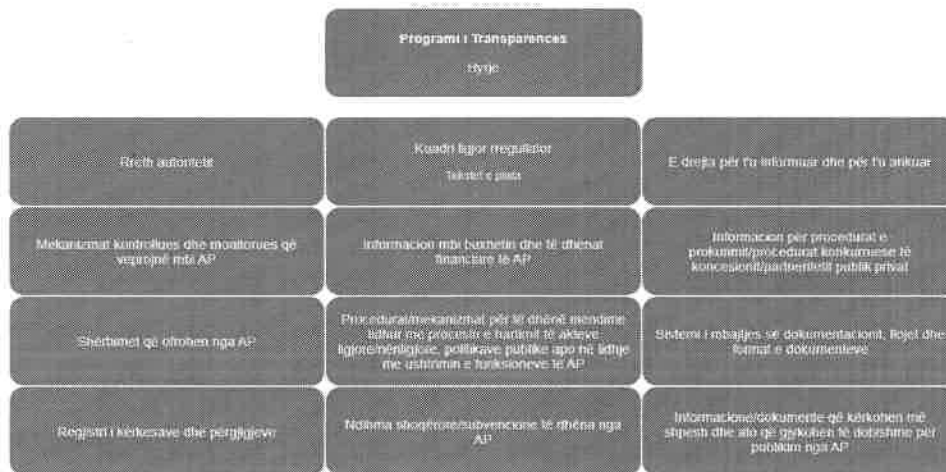 Programi i Transparences
Hyrje
Rreth autoritetit
Kuadri ligjor rregullator
Tekstet e plota
E drejta për t'u informuar dhe për t'u ankuar
Mekanizmat kontrollues dhe monitorues që
veprojnë mbi AP
Informacion mbi buxhetin dhe të dhënat
financiare të AP
Informacion për procedurat e
prokurimit/procedurat konkurruese të
koncesionit/partneritetit publik privat
Shërbimet që ofrohen nga AP
Procedurat/mekanizmat për të dhënë mendime
lidhur me procesin e hartimit të akteve
ligjore/nënligjore, politikave publike apo në lidhje
me ushtrimin e funksioneve të AP
Sistemi i mbajtjes së dokumentacionit, llojet dhe
format e dokumenteve
Regjistri i kërkesave dhe përgjigjeve
Ndihma shoqërore/subvencione të dhëna nga
AP
Informacione/dokumente që kërkohen më
shpesh dhe ato që gjykohen të dobishme për
publikim nga AP